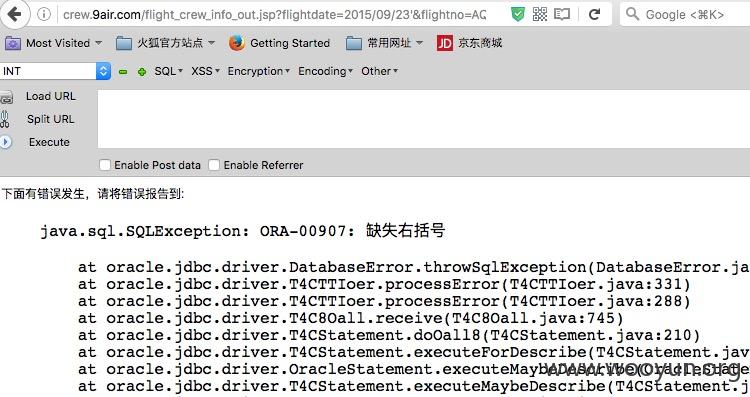 crew.9air.com/flight_crew_info_out.jsp?flightdate=2015/09/23'&flightno=AQ
Google <⌘K>
Most Visited
火狐官方站点
Getting Started
常用网址
JD 京东商城
INT
SQL
XSS
Encryption
Encoding
Other
Load URL
Split URL
Execute
Enable Post data
Enable Referrer
下面有错误发生，请将错误报告到:
java.sql.SQLException: ORA-00907: 缺失右括号
at oracle.jdbc.driver.DatabaseError.throwSqlException(DatabaseError.ja
at oracle.jdbc.driver.T4CTTIoer.processError(T4CTTIoer.java:331)
at oracle.jdbc.driver.T4CTTIoer.processError(T4CTTIoer.java:288)
at oracle.jdbc.driver.T4C8Oall.receive(T4C8Oall.java:745)
at oracle.jdbc.driver.T4CStatement.doOall8(T4CStatement.java:210)
at oracle.jdbc.driver.T4CStatement.executeForDescribe(T4CStatement.jav
at oracle.jdbc.driver.OracleStatement.executeMaybeDescribe(OracleState
www.wooyun.org
at oracle.jdbc.driver.T4CStatement.executeMaybeDescribe(T4CStatement.j